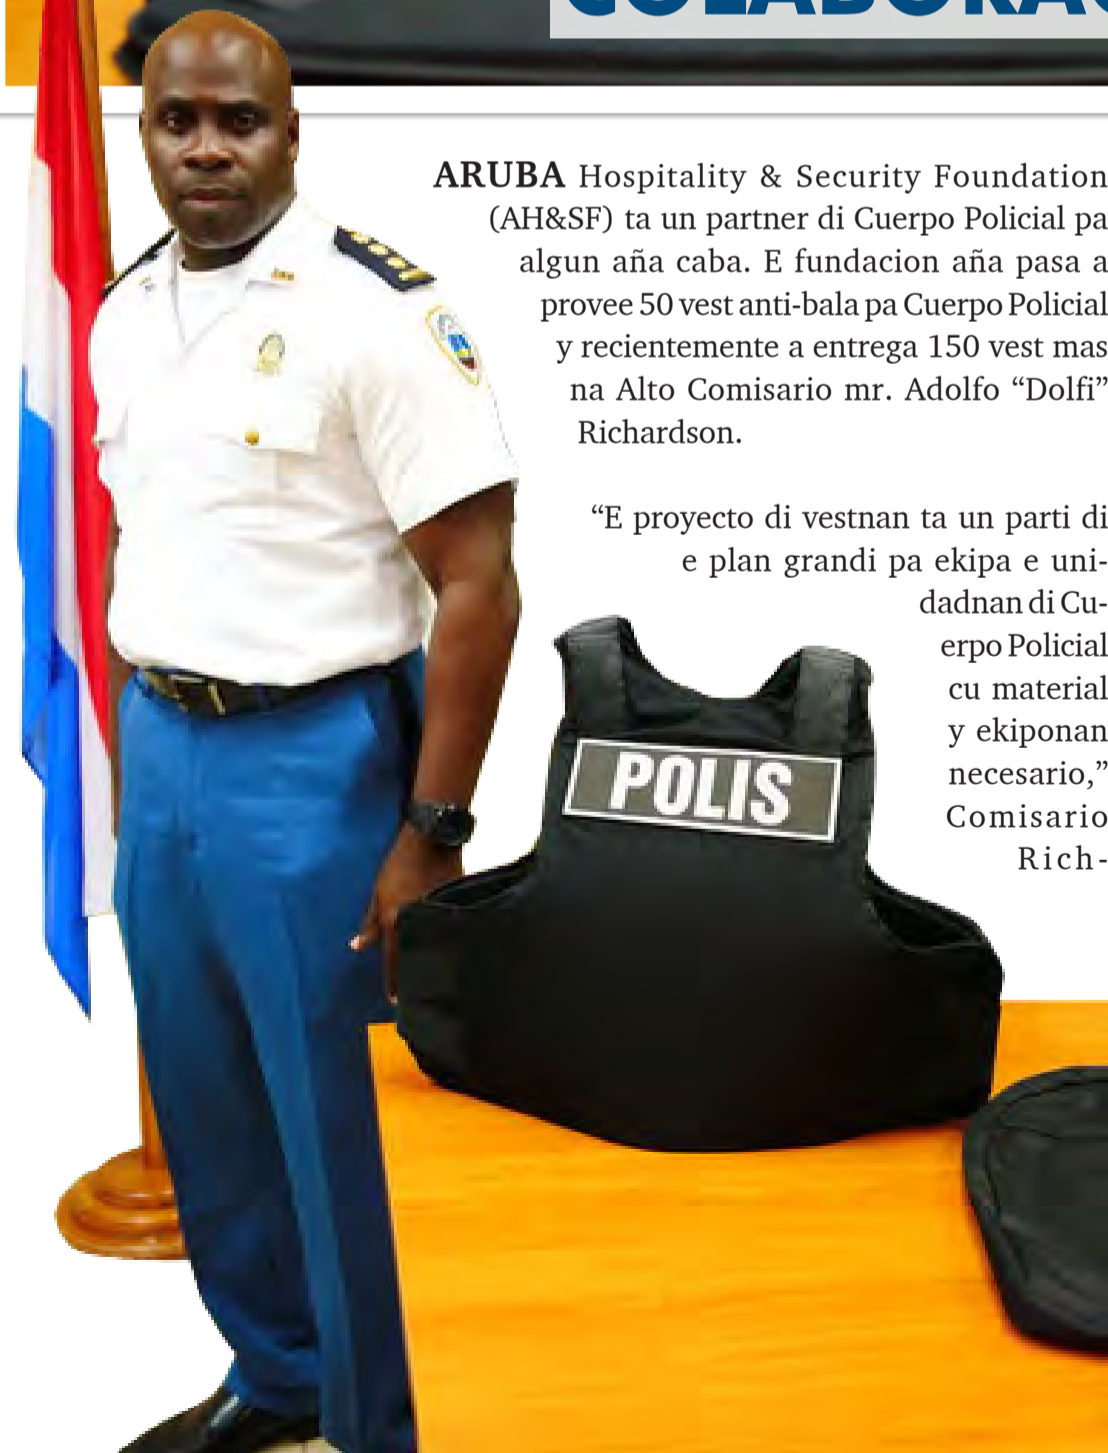 ARUBA Hospitality & Security Foundation
(AH&SF) ta un partner di Cuerpo Policial pa
algun aña caba. E fundacion aña pasa a
provee 50 vest anti-bala pa Cuerpo Policial
y recientemente a entrega 150 vest mas
na Alto Comisario mr. Adolfo “Dolfi”
Richardson.
“E proyecto di vestnan ta un parti di
e plan grandi pa ekipa e uni-
dadnan di Cu-
erpo Policial
cu material
y ekiponan
necesario,”
Comisario
Rich-
POLIS